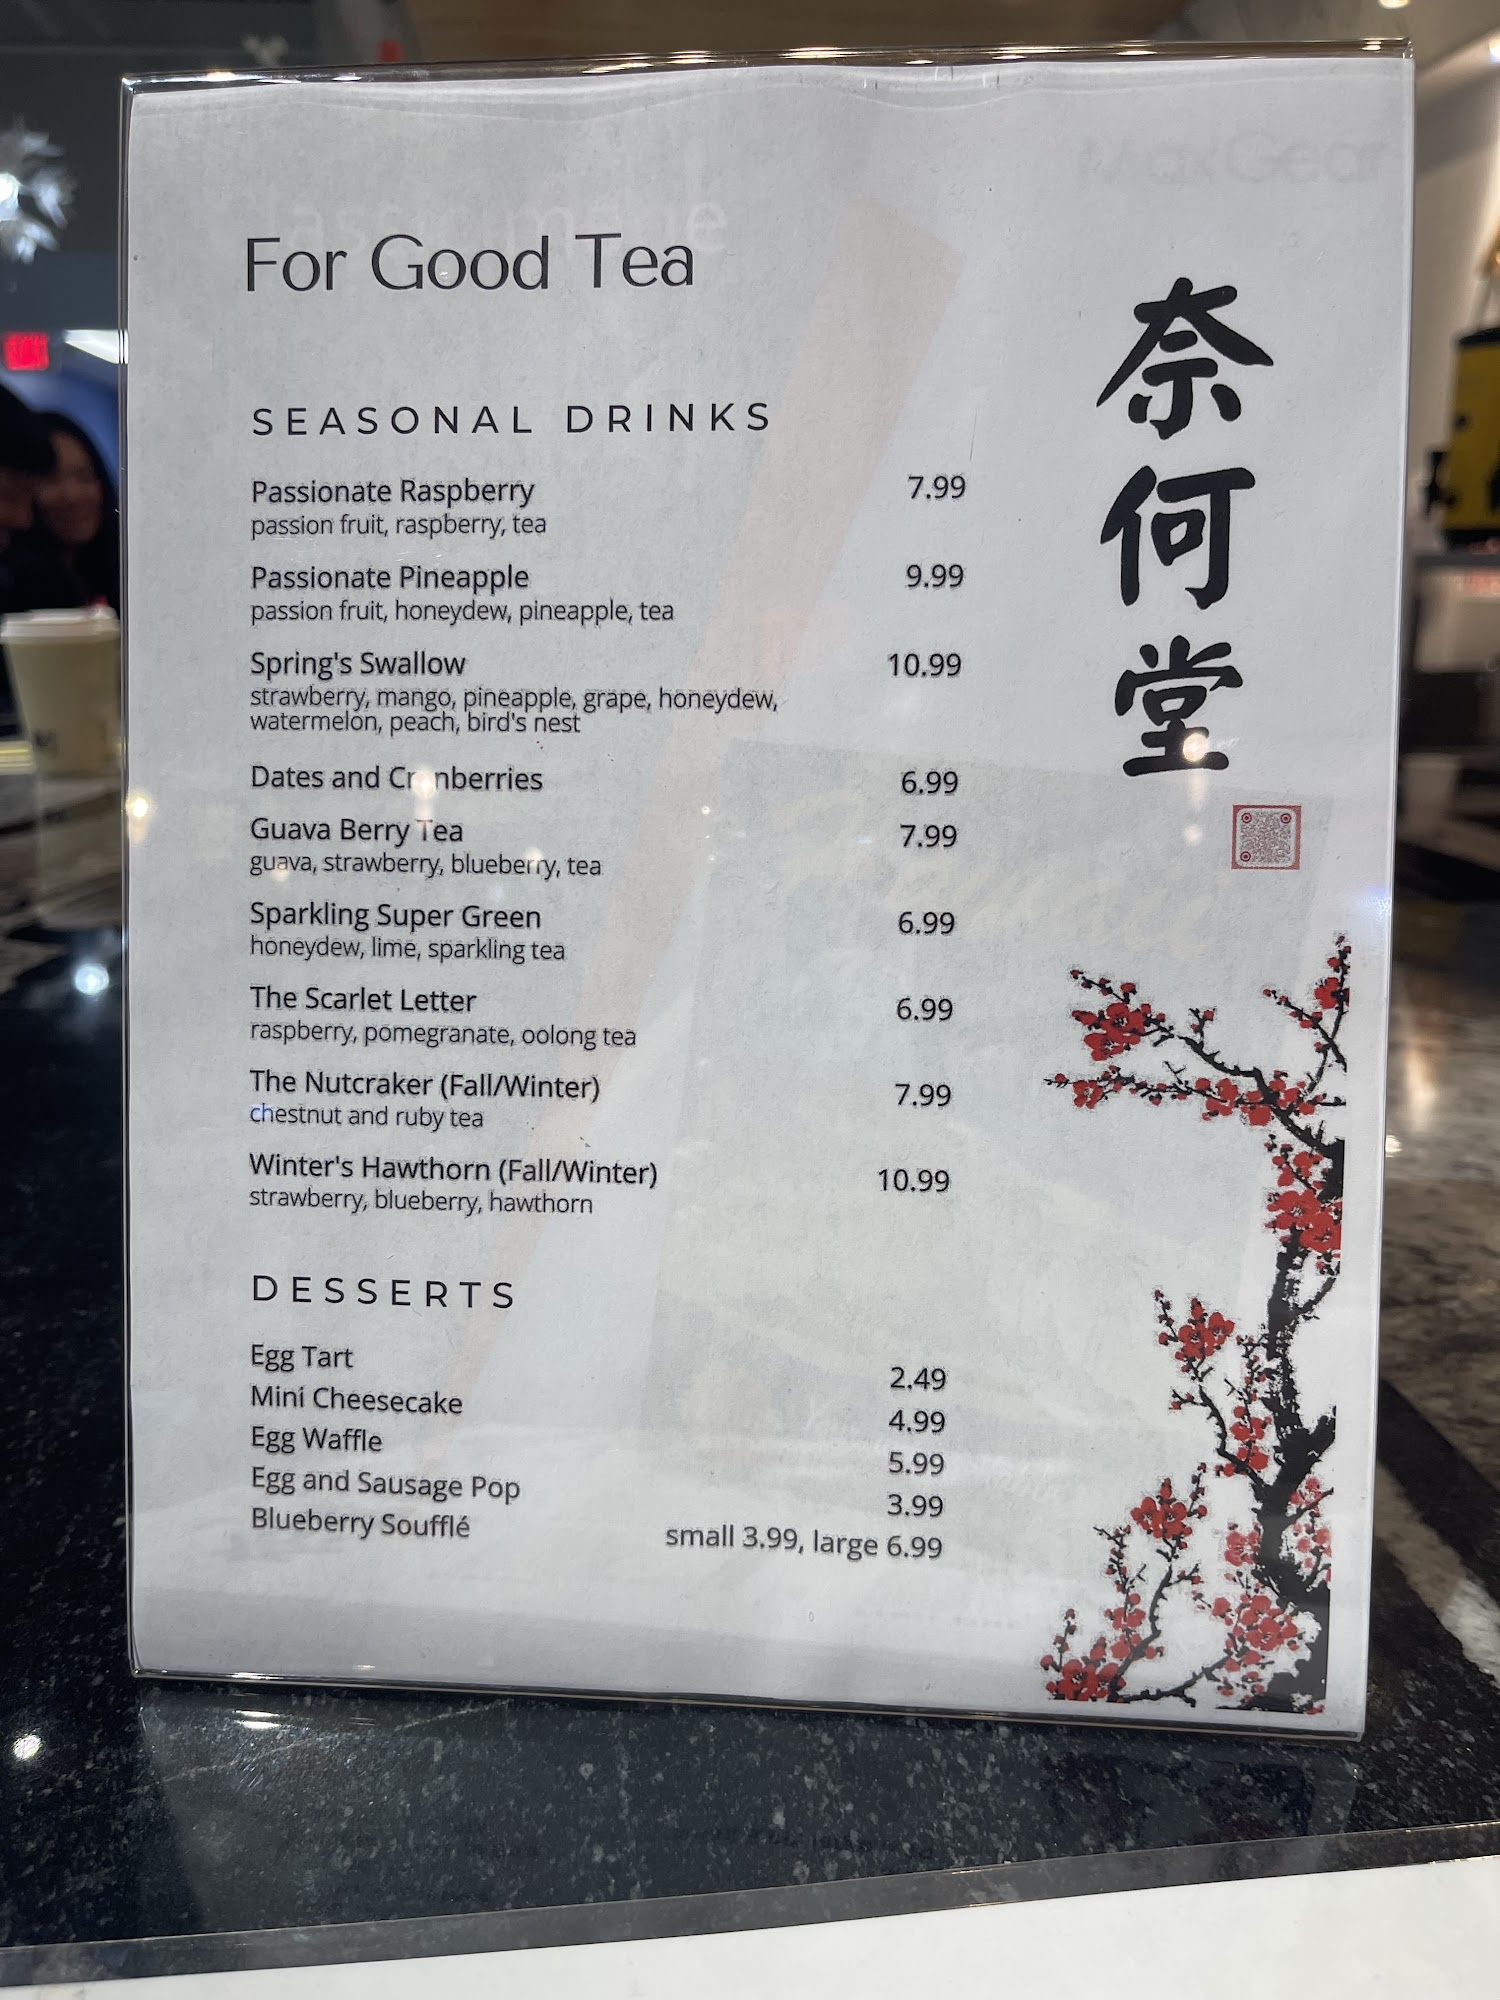 For Good Tea
奈何堂
SEASONAL DRINKS
Passionate Raspberry 7.99
passion fruit, raspberry, tea
Passionate Pineapple 9.99
passion fruit, honeydew, pineapple, tea
Spring's Swallow 10.99
strawberry, mango, pineapple, grape, honeydew,
watermelon, peach, bird's nest
Dates and Cranberries 6.99
Guava Berry Tea 7.99
guava, strawberry, blueberry, tea
Sparkling Super Green 6.99
honeydew, lime, sparkling tea
The Scarlet Letter 6.99
raspberry, pomegranate, oolong tea
The Nutcraker (Fall/Winter) 7.99
chestnut and ruby tea
Winter's Hawthorn (Fall/Winter) 10.99
strawberry, blueberry, hawthorn
DESSERTS
Egg Tart 2.49
Mini Cheesecake 4.99
Egg Waffle 5.99
Egg and Sausage Pop 3.99
Blueberry Soufflé small 3.99, large 6.99